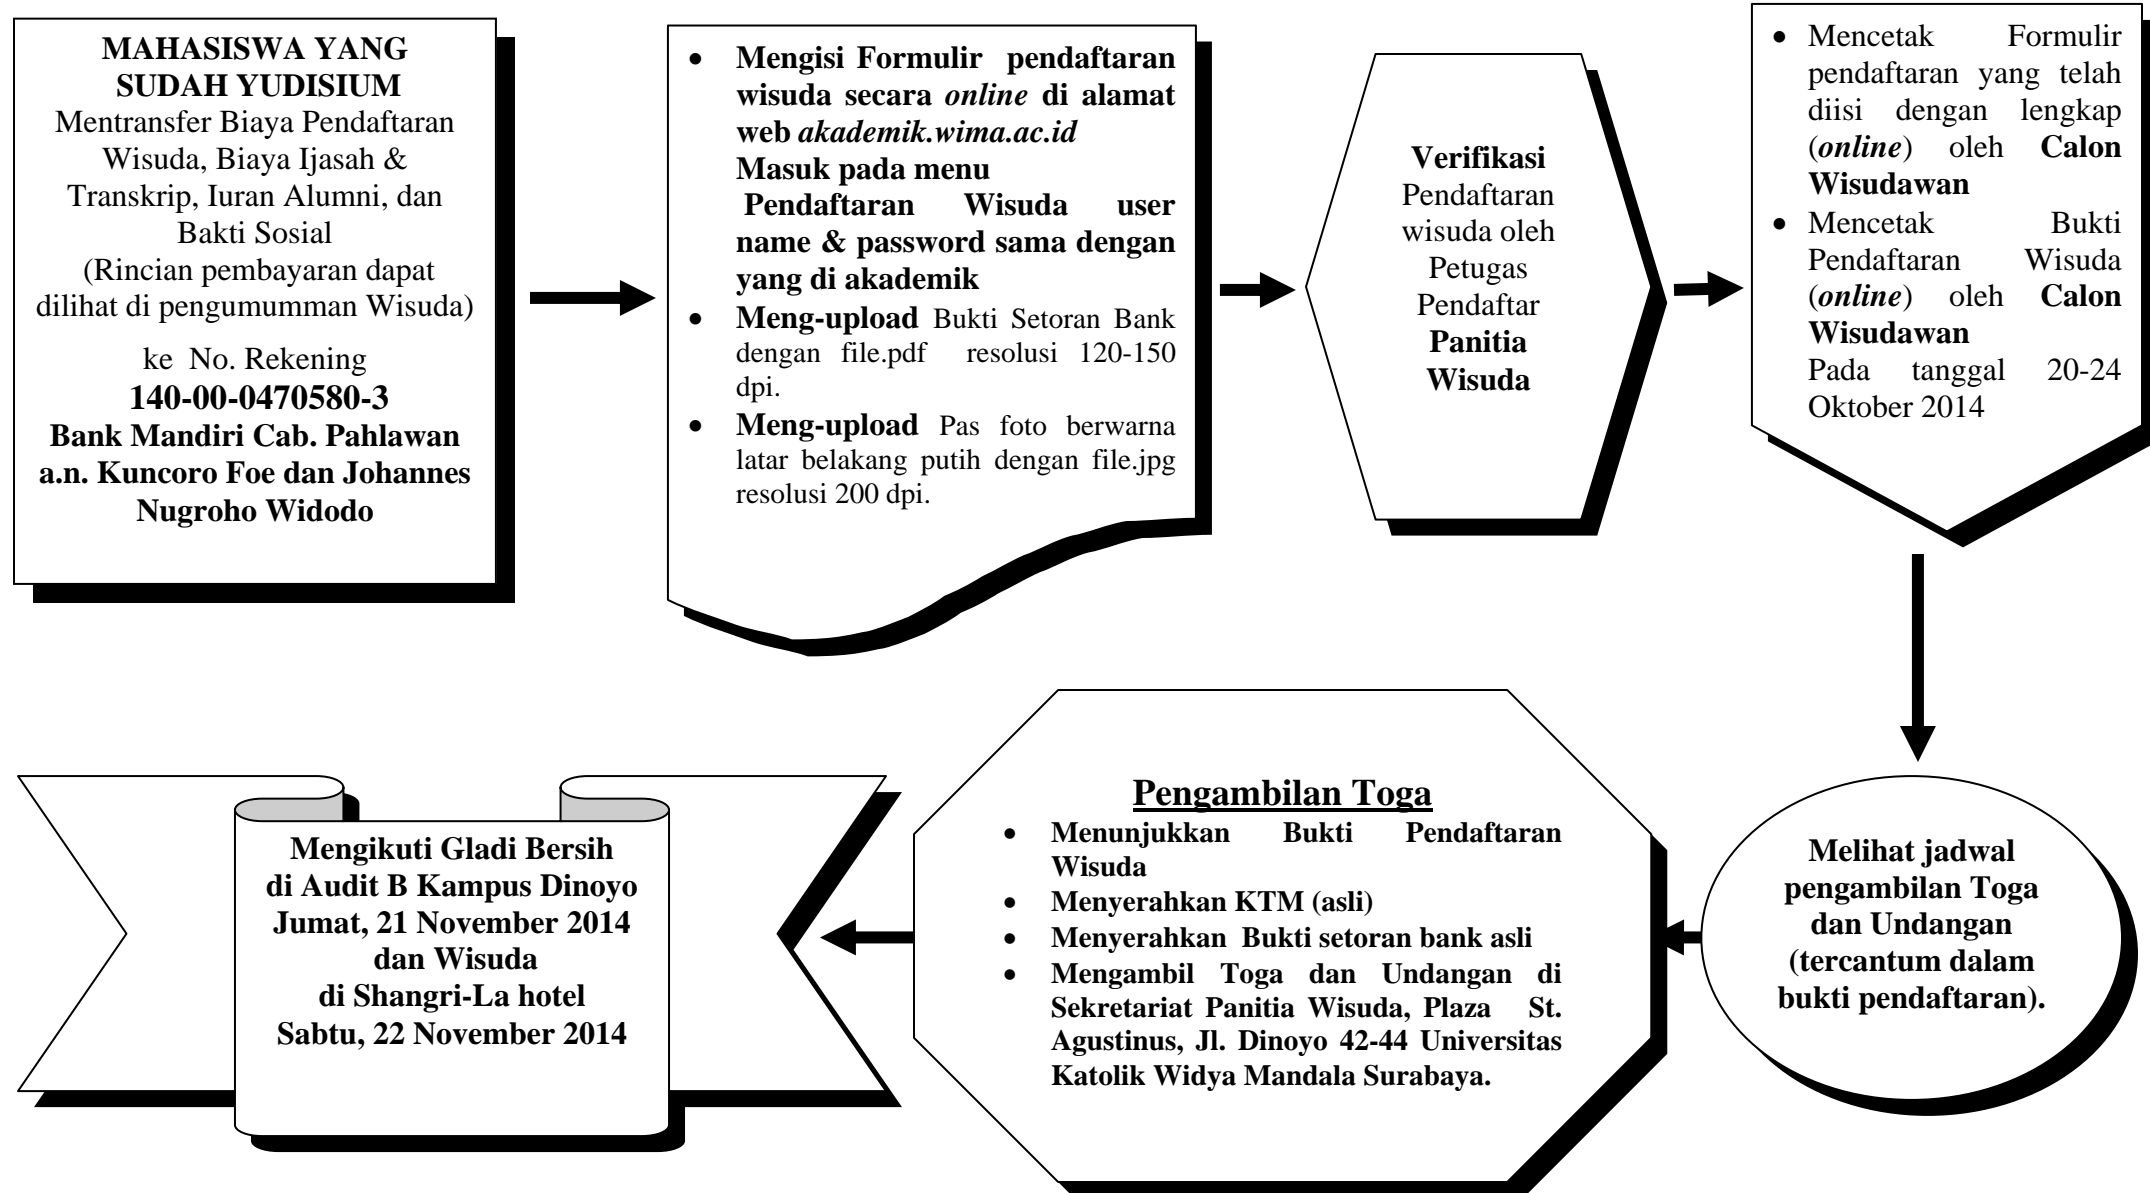 MAHASISWA YANG
SUDAH YUDISIUM
Mentransfer Biaya Pendaftaran
Wisuda, Biaya Ijasah &
Transkrip, Iuran Alumni, dan
Bakti Sosial
(Rincian pembayaran dapat
dilihat di pengumumman Wisuda)
ke No. Rekening
140-00-0470580-3
Bank Mandiri Cab. Pahlawan
a.n. Kuncoro Foe dan Johannes
Nugroho Widodo
• Mengisi Formulir pendaftaran
wisuda secara online di alamat
web akademik.wima.ac.id
Masuk pada menu
Pendaftaran Wisuda user
name & password sama dengan
yang di akademik
• Meng-upload Bukti Setoran Bank
dengan file.pdf resolusi 120-150
dpi.
• Meng-upload Pas foto berwarna
latar belakang putih dengan file.jpg
resolusi 200 dpi.
Verifikasi
Pendaftaran
wisuda oleh
Petugas
Pendaftar
Panitia
Wisuda
• Mencetak Formulir
pendaftaran yang telah
diisi dengan lengkap
(online) oleh Calon
Wisudawan
• Mencetak Bukti
Pendaftaran Wisuda
(online) oleh Calon
Wisudawan
Pada tanggal 20-24
Oktober 2014
Melihat jadwal
pengambilan Toga
dan Undangan
(tercantum dalam
bukti pendaftaran).
Pengambilan Toga
• Menunjukkan Bukti Pendaftaran
Wisuda
• Menyerahkan KTM (asli)
• Menyerahkan Bukti setoran bank asli
• Mengambil Toga dan Undangan di
Sekretariat Panitia Wisuda, Plaza St.
Agustinus, Jl. Dinoyo 42-44 Universitas
Katolik Widya Mandala Surabaya.
Mengikuti Gladi Bersih
di Audit B Kampus Dinoyo
Jumat, 21 November 2014
dan Wisuda
di Shangri-La hotel
Sabtu, 22 November 2014